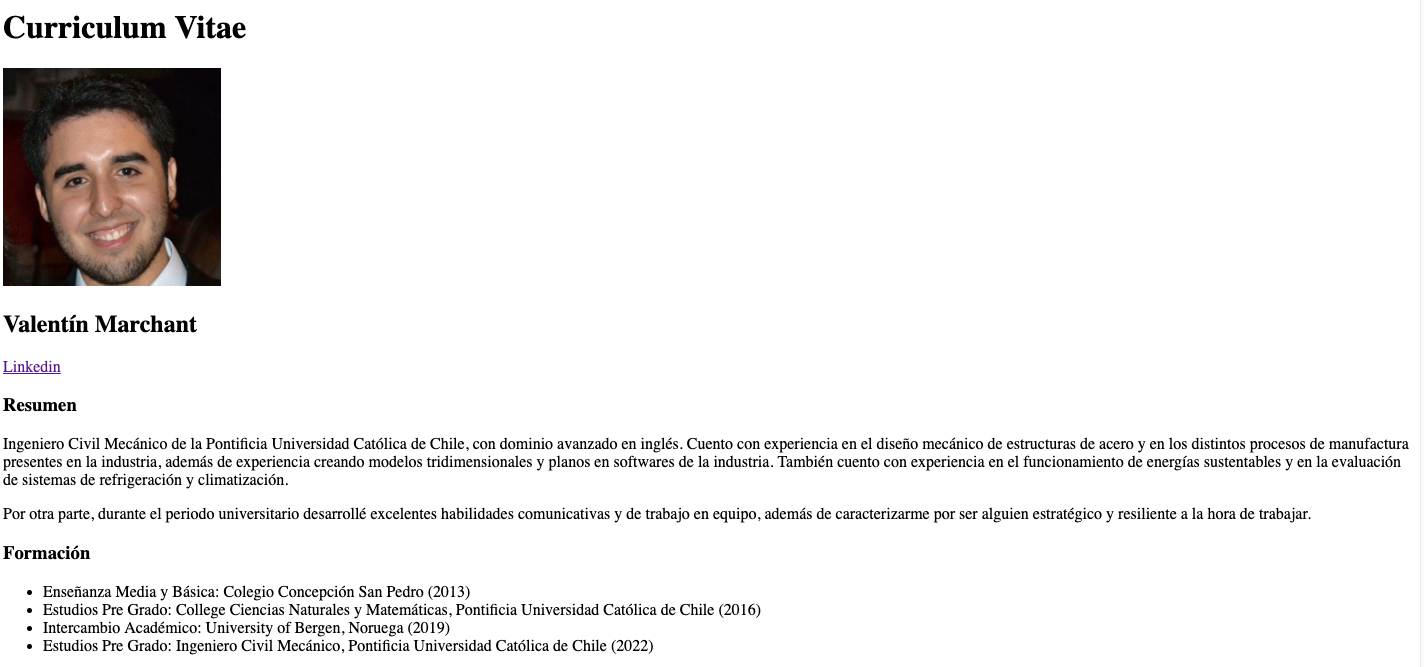 Curriculum Vitae
Valentín Marchant
Linkedin
Resumen
Ingeniero Civil Mecánico de la Pontificia Universidad Católica de Chile, con dominio avanzado en inglés. Cuento con experiencia en el diseño mecánico de estructuras de acero y en los distintos procesos de manufactura
presentes en la industria, además de experiencia creando modelos tridimensionales y planos en softwares de la industria. También cuento con experiencia en el funcionamiento de energías sustentables y en la evaluación
de sistemas de refrigeración y climatización.
Por otra parte, durante el periodo universitario desarrollé excelentes habilidades comunicativas y de trabajo en equipo, además de caracterizarme por ser alguien estratégico y resiliente a la hora de trabajar.
Formación
• Enseñanza Media y Básica: Colegio Concepción San Pedro (2013)
• Estudios Pre Grado: College Ciencias Naturales y Matemáticas, Pontificia Universidad Católica de Chile (2016)
• Intercambio Académico: University of Bergen, Noruega (2019)
• Estudios Pre Grado: Ingeniero Civil Mecánico, Pontificia Universidad Católica de Chile (2022)